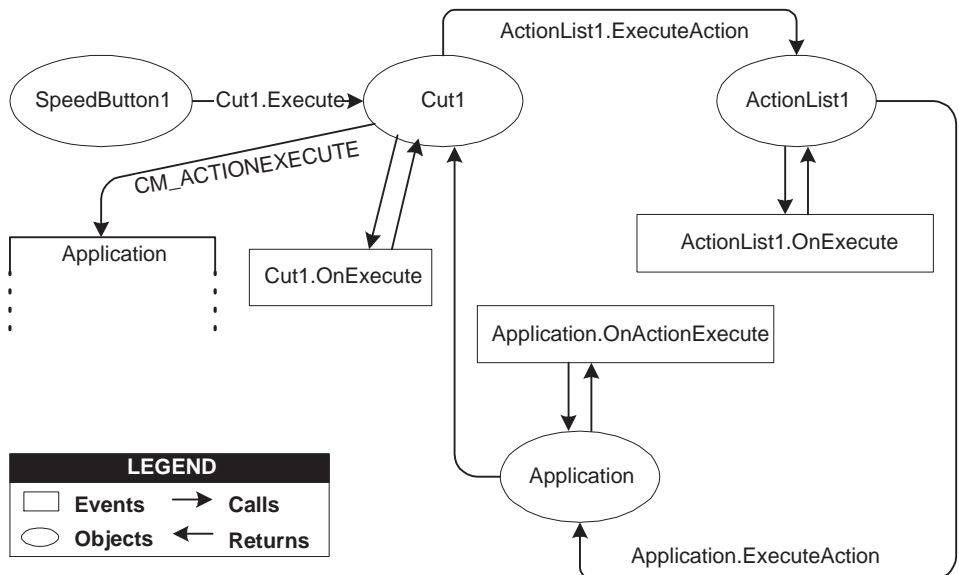 ActionList1.ExecuteAction
SpeedButton1
Cut1.Execute
Cut1
ActionList1
CM_ACTIONEXECUTE
Application
Cut1.OnExecute
ActionList1.OnExecute
Application.OnActionExecute
Application
LEGEND
Events Calls
Objects Returns
Application.ExecuteAction